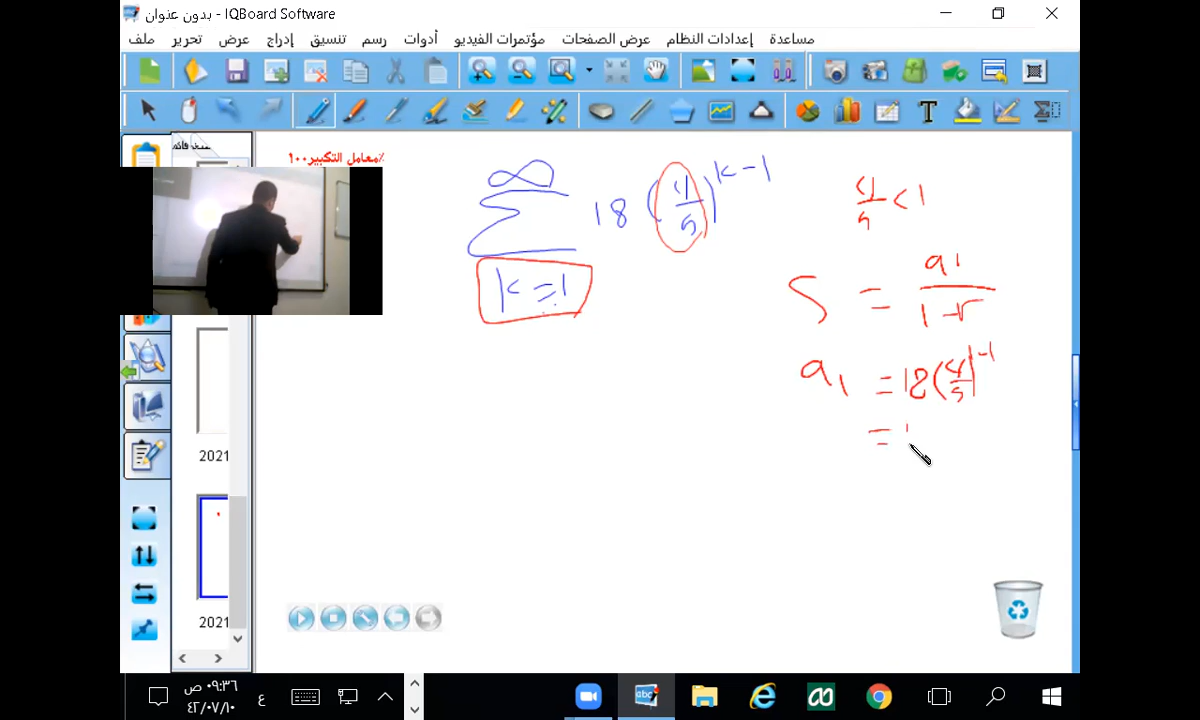 بدون عنوان - IQBoard Software
ملف تحرير عرض إدراج تنسيق رسم أدوات مؤتمرات الفيديو عرض الصفحات إعدادات النظام مساعدة
معامل التكبير١٠٠٪
∞
Σ 18 (4/5)^k-1
k=1
4/5 < 1
S = a1/1-r
a1 = 18(4/5)^1-1
=
2021
2021
٠٩:٣٦ ص
٤٢/٠٧/١٠
ع
abc